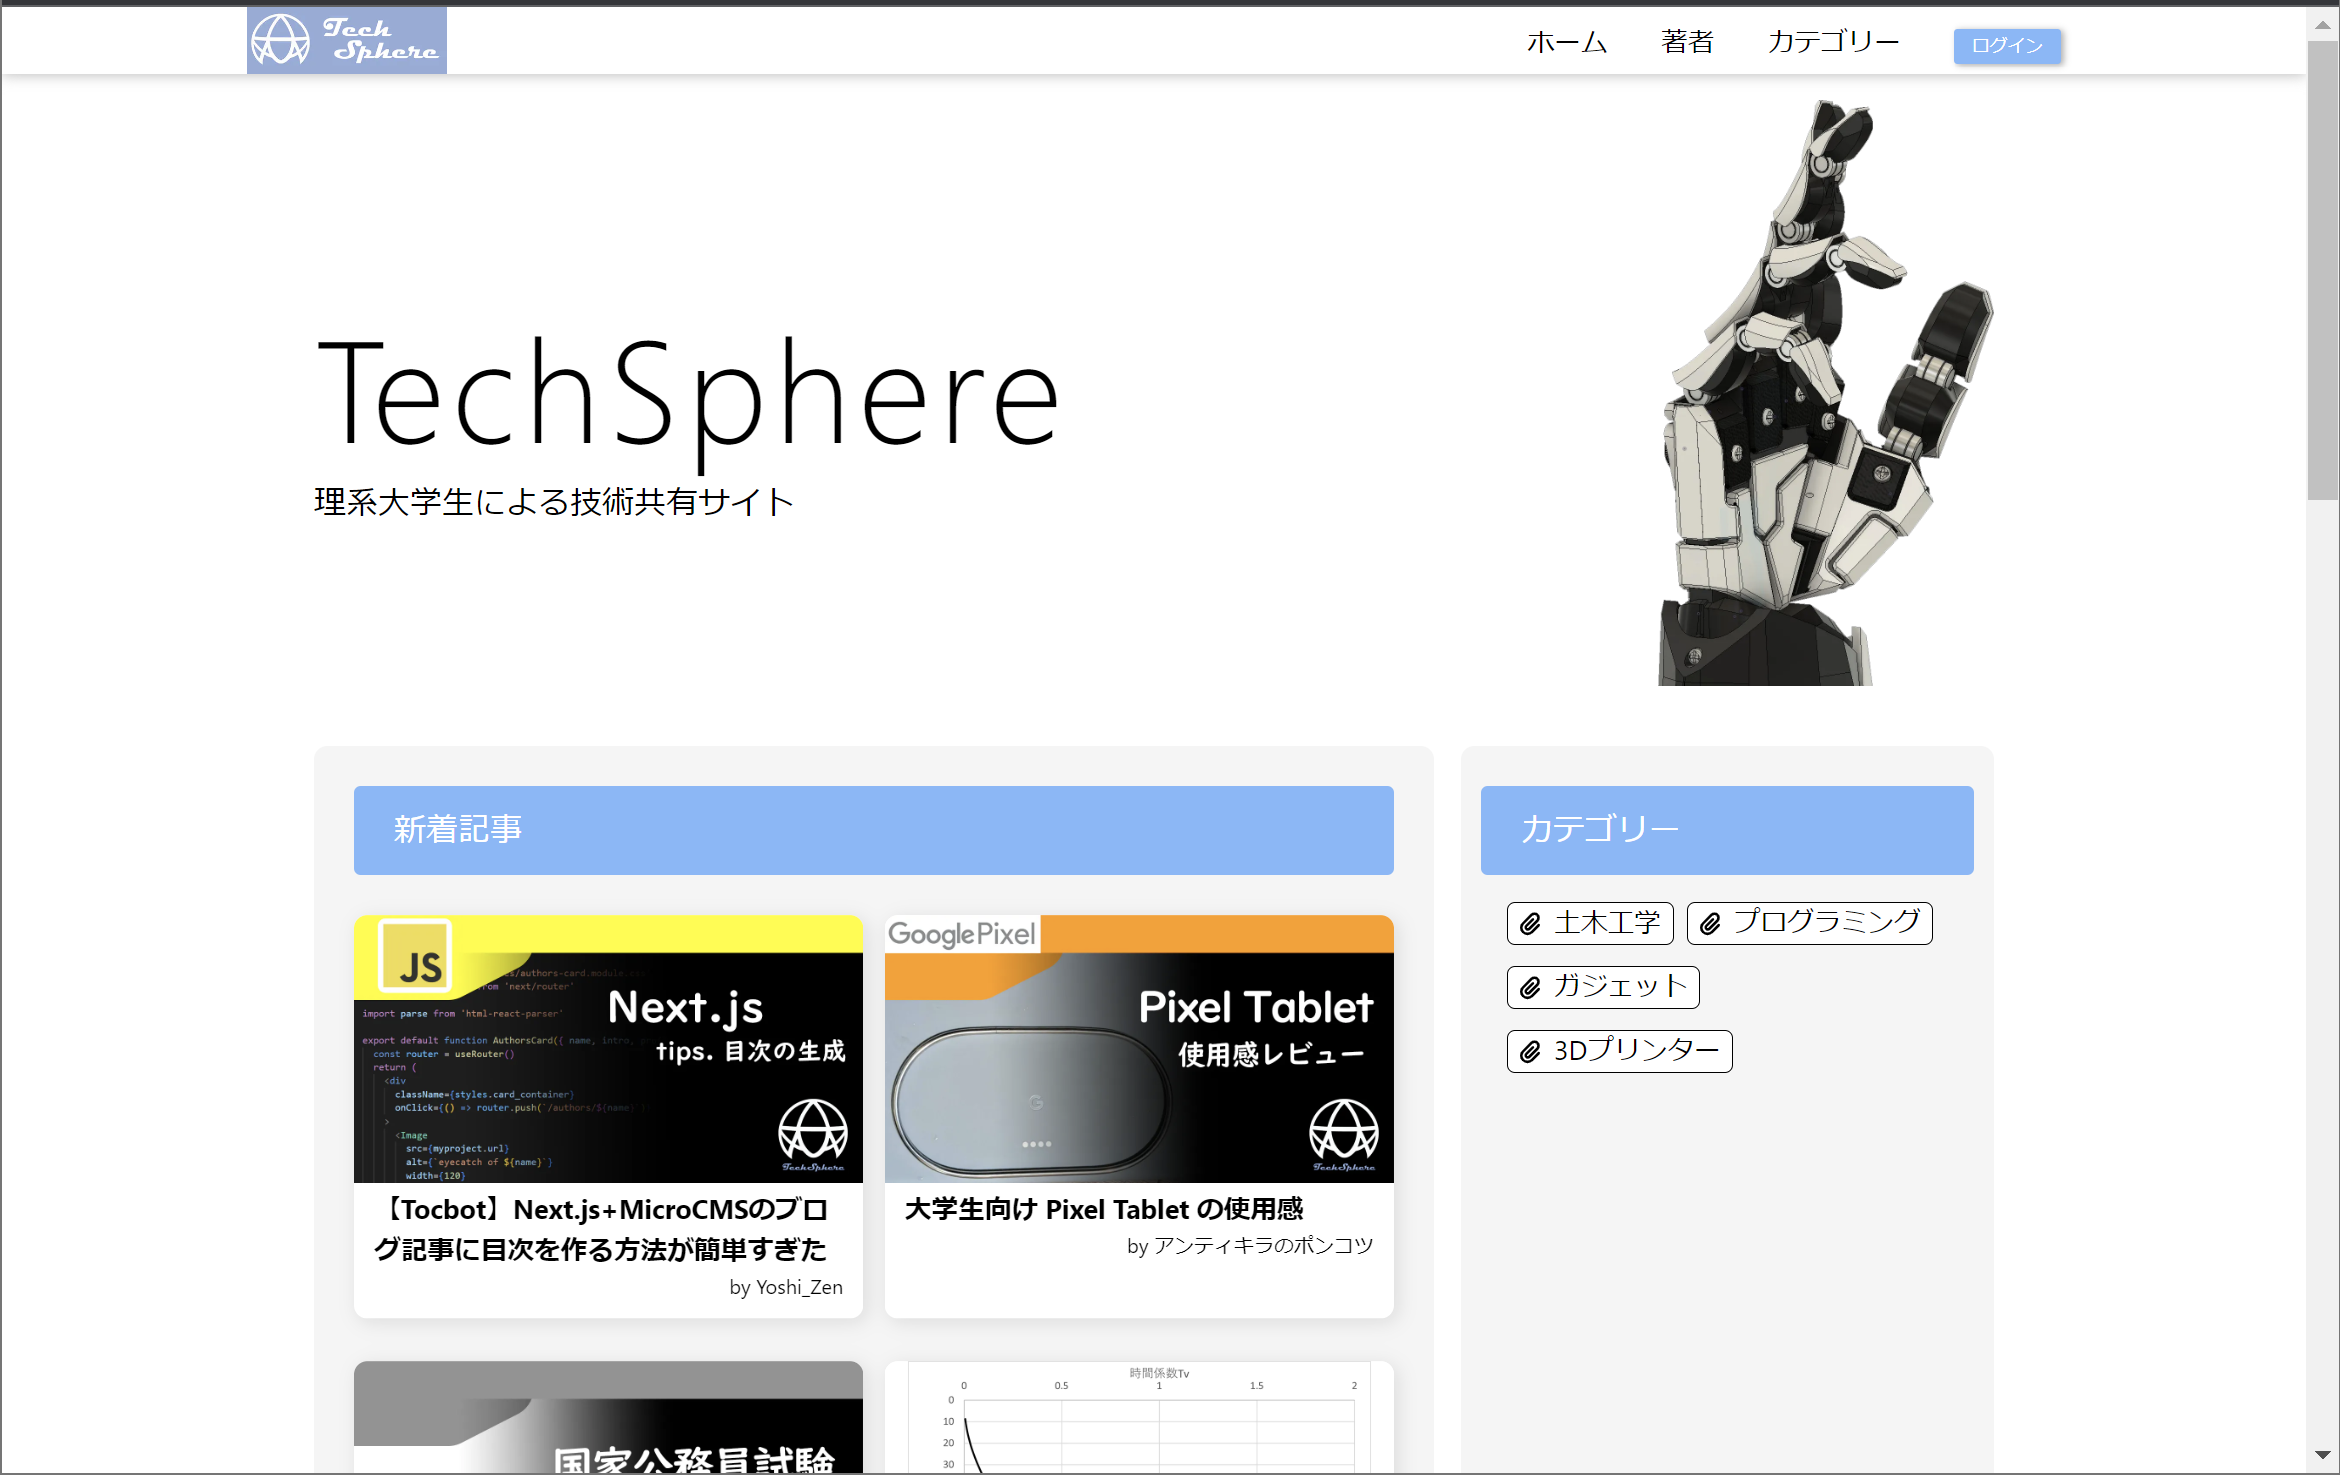 Tech
Sphere
ホーム 著者 カテゴリー ログイン
TechSphere
理系大学生による技術共有サイト
新着記事
カテゴリー
土木工学 プログラミング
ガジェット
3Dプリンター
JS
s/authors-card.module.css'
rom 'next/router'
import parse from 'html-react-parser'
export default function AuthorsCard({ name, intro,
const router = useRouter()
return (
<div
className={styles.card_container}
onClick={() => router.push(`/authors/${name}`)}
>
<Image
src={myproject.url}
alt={`eyecatch of ${name}`}
width={120}
Next.js
tips. 目次の生成
TechSphere
【Tocbot】Next.js+MicroCMSのブロ
グ記事に目次を作る方法が簡単すぎた
by Yoshi_Zen
Google Pixel
Pixel Tablet
使用感レビュー
G
TechSphere
大学生向け Pixel Tablet の使用感
by アンティキラのポンコツ
国家公務員試験
時間係数Tv
0 0.5 1 1.5 2
0
10
20
30